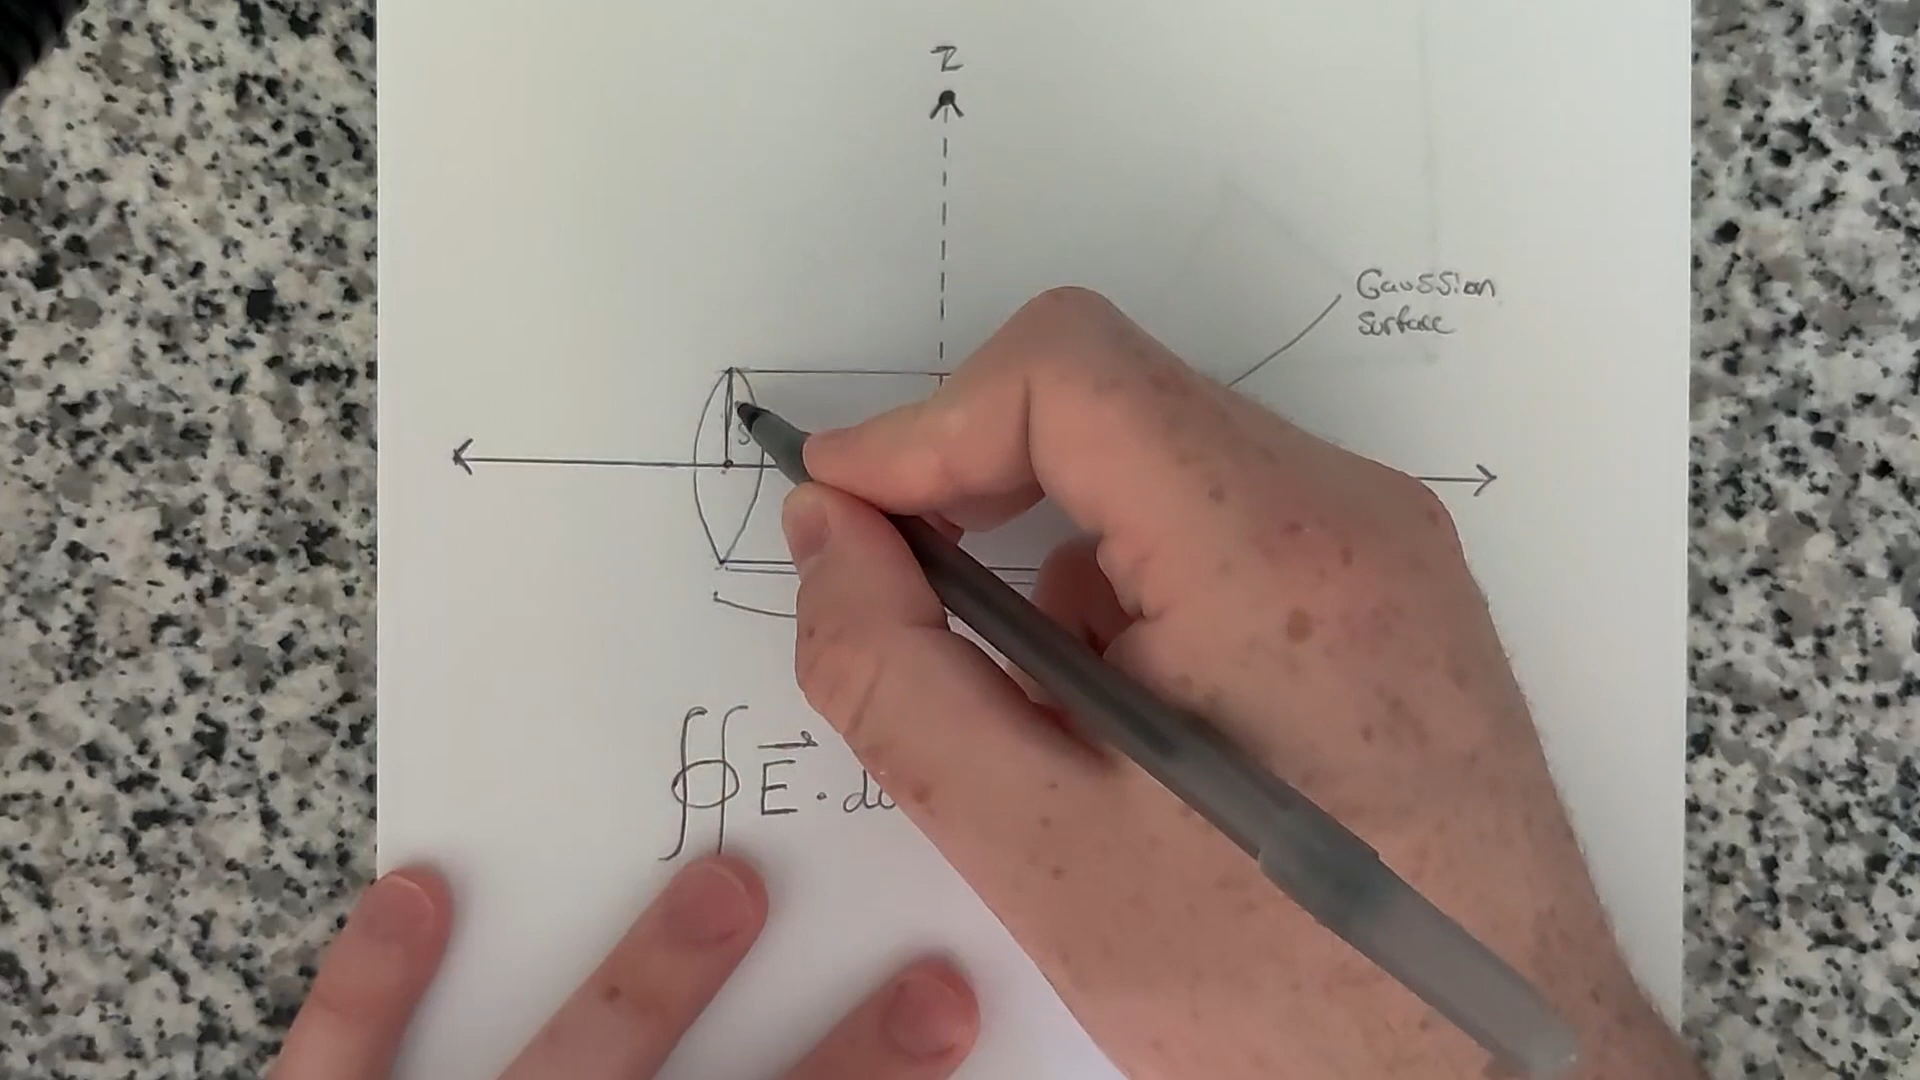 z
Gaussian
Surface
s
∯ E⃗ · d